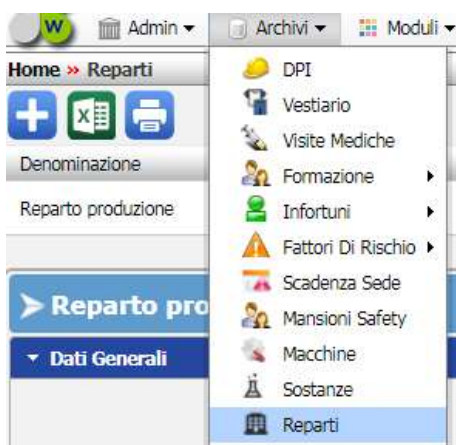 W Admin Archivi Moduli
Home » Reparti
Denominazione
Reparto produzione
Reparto pro
Dati Generali
DPI
Vestiario
Visite Mediche
Formazione
Infortuni
Fattori Di Rischio
Scadenza Sede
Mansioni Safety
Macchine
Sostanze
Reparti